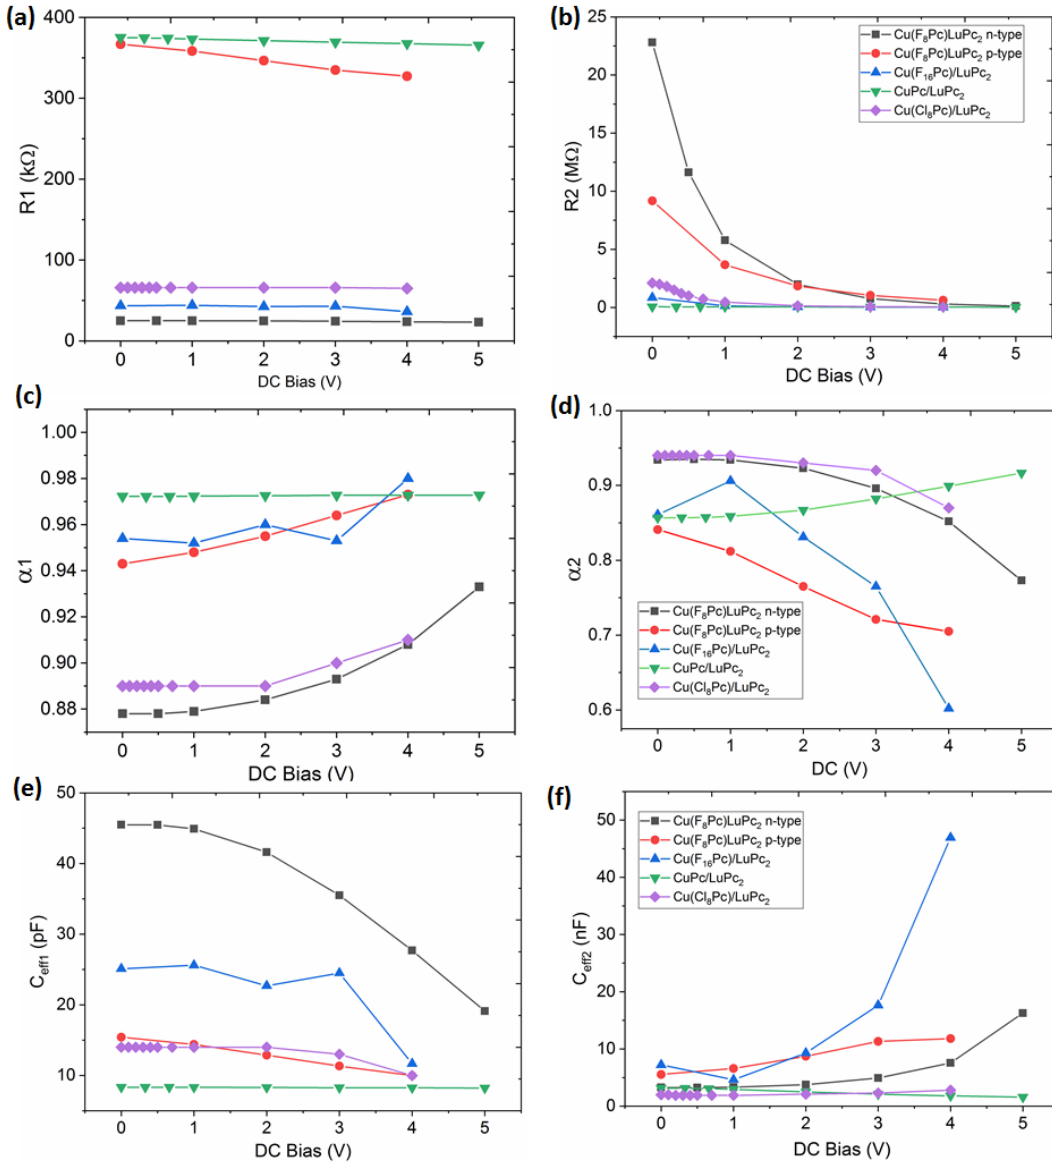 (a)
400
300
200
100
0
R1 (kΩ)
0 1 2 3 4 5
DC Bias (V)
(b)
25
20
15
10
5
0
R2 (MΩ)
Cu(F₈Pc)LuPc₂ n-type
Cu(F₈Pc)LuPc₂ p-type
Cu(F₁₆Pc)/LuPc₂
CuPc/LuPc₂
Cu(Cl₈Pc)/LuPc₂
0 1 2 3 4 5
DC Bias (V)
(c)
1.00
0.98
0.96
0.94
0.92
0.90
0.88
α1
0 1 2 3 4 5
DC Bias (V)
(d)
1.0
0.9
0.8
0.7
0.6
α2
Cu(F₈Pc)LuPc₂ n-type
Cu(F₈Pc)LuPc₂ p-type
Cu(F₁₆Pc)/LuPc₂
CuPc/LuPc₂
Cu(Cl₈Pc)/LuPc₂
0 1 2 3 4 5
DC (V)
(e)
50
40
30
20
10
C_eff1 (pF)
0 1 2 3 4 5
DC Bias (V)
(f)
50
40
30
20
10
0
C_eff2 (nF)
Cu(F₈Pc)LuPc₂ n-type
Cu(F₈Pc)LuPc₂ p-type
Cu(F₁₆Pc)/LuPc₂
CuPc/LuPc₂
Cu(Cl₈Pc)/LuPc₂
0 1 2 3 4 5
DC Bias (V)